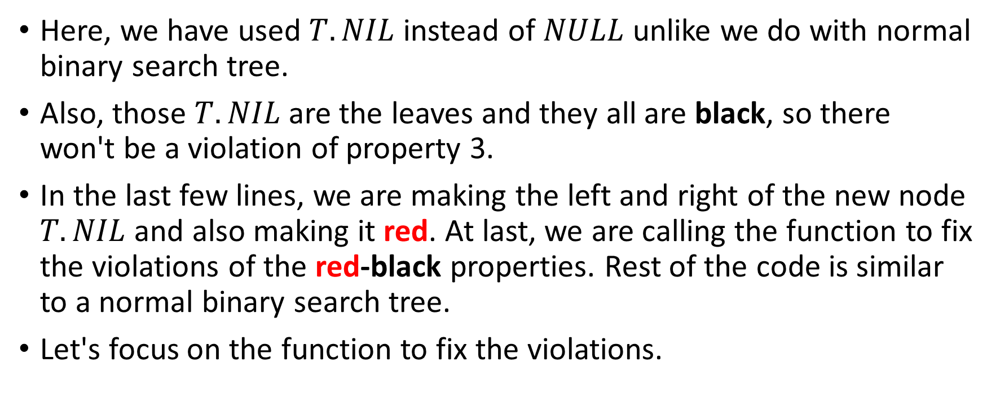 • Here, we have used T.NIL instead of NULL unlike we do with normal
binary search tree.
• Also, those T.NIL are the leaves and they all are black, so there
won't be a violation of property 3.
• In the last few lines, we are making the left and right of the new node
T.NIL and also making it red. At last, we are calling the function to fix
the violations of the red-black properties. Rest of the code is similar
to a normal binary search tree.
• Let's focus on the function to fix the violations.